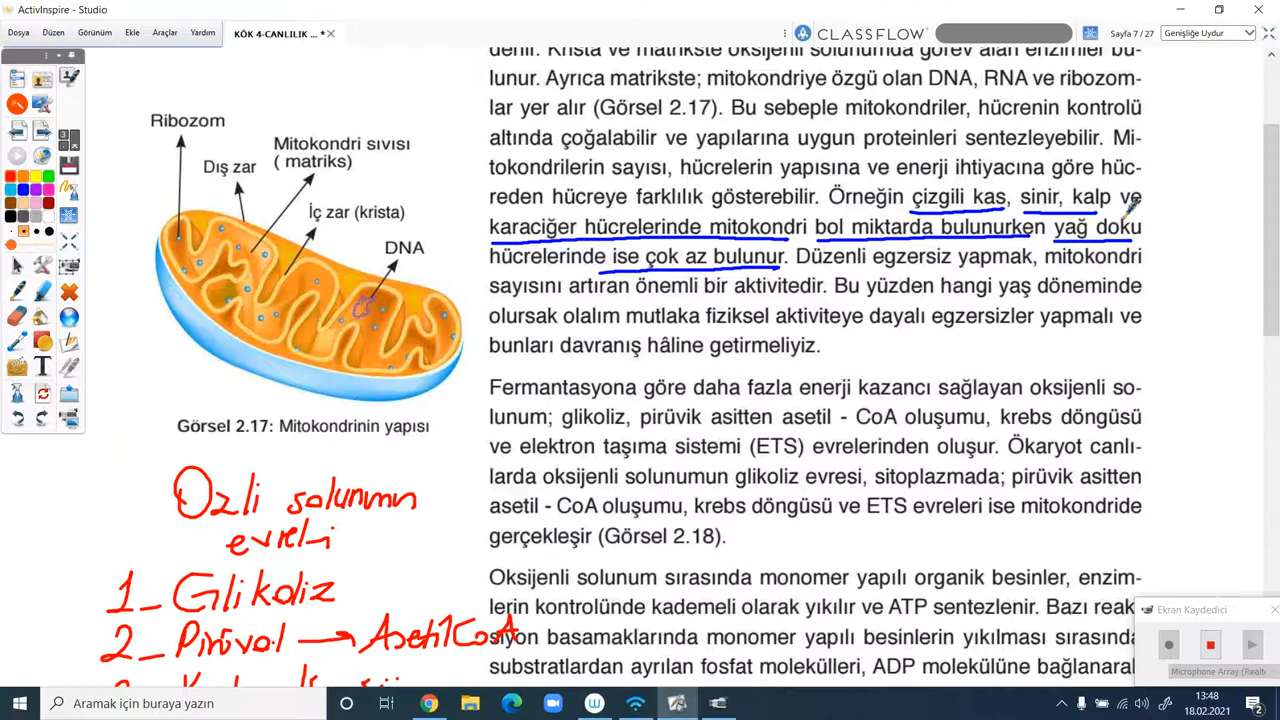 ActivInspire - Studio
Dosya Düzen Görünüm Ekle Araçlar Yardım
KÖK 4-CANLILIK ...*
CLASSFLOW
Sayfa 7 / 27
Genişliğe Uydur
Ribozom
Dış zar
Mitokondri sıvısı
( matriks)
İç zar (krista)
DNA
Görsel 2.17: Mitokondrinin yapısı
Ozli solunumun
evreleri
1_ Glikoliz
2_ Pirüvat → Asetil CoA
denir. Krista ve matrikste oksijenli solunumda görev alan enzimler bu-
lunur. Ayrıca matrikste; mitokondriye özgü olan DNA, RNA ve ribozom-
lar yer alır (Görsel 2.17). Bu sebeple mitokondriler, hücrenin kontrolü
altında çoğalabilir ve yapılarına uygun proteinleri sentezleyebilir. Mi-
tokondrilerin sayısı, hücrelerin yapısına ve enerji ihtiyacına göre hüc-
reden hücreye farklılık gösterebilir. Örneğin çizgili kas, sinir, kalp ve
karaciğer hücrelerinde mitokondri bol miktarda bulunurken yağ doku
hücrelerinde ise çok az bulunur. Düzenli egzersiz yapmak, mitokondri
sayısını artıran önemli bir aktivitedir. Bu yüzden hangi yaş döneminde
olursak olalım mutlaka fiziksel aktiviteye dayalı egzersizler yapmalı ve
bunları davranış hâline getirmeliyiz.
Fermantasyona göre daha fazla enerji kazancı sağlayan oksijenli so-
lunum; glikoliz, pirüvik asitten asetil - CoA oluşumu, krebs döngüsü
ve elektron taşıma sistemi (ETS) evrelerinden oluşur. Ökaryot canlı-
larda oksijenli solunumun glikoliz evresi, sitoplazmada; pirüvik asitten
asetil - CoA oluşumu, krebs döngüsü ve ETS evreleri ise mitokondride
gerçekleşir (Görsel 2.18).
Oksijenli solunum sırasında monomer yapılı organik besinler, enzim-
lerin kontrolünde kademeli olarak yıkılır ve ATP sentezlenir. Bazı reak
siyon basamaklarında monomer yapılı besinlerin yıkılması sırasında
substratlardan ayrılan fosfat molekülleri, ADP molekülüne bağlanaral
Ekran Kaydedici
Microphone Array (Realte
Aramak için buraya yazın
13:48
18.02.2021
2